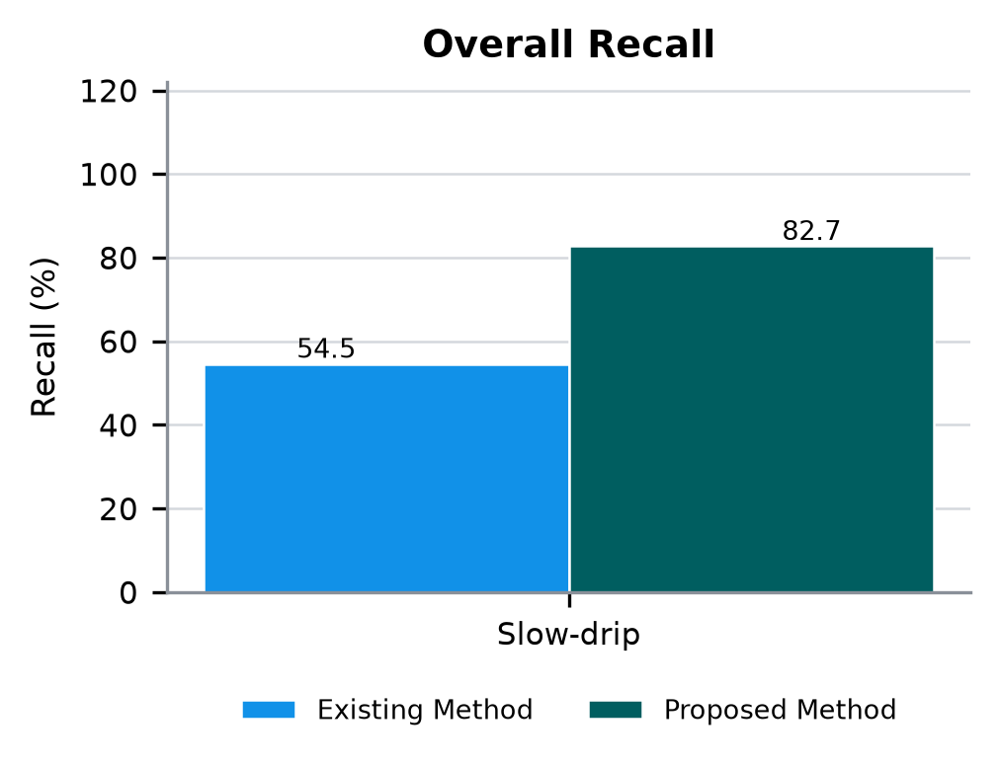 Overall Recall
120
100
80
60
40
20
0
Recall (%)
54.5
82.7
Slow-drip
Existing Method
Proposed Method